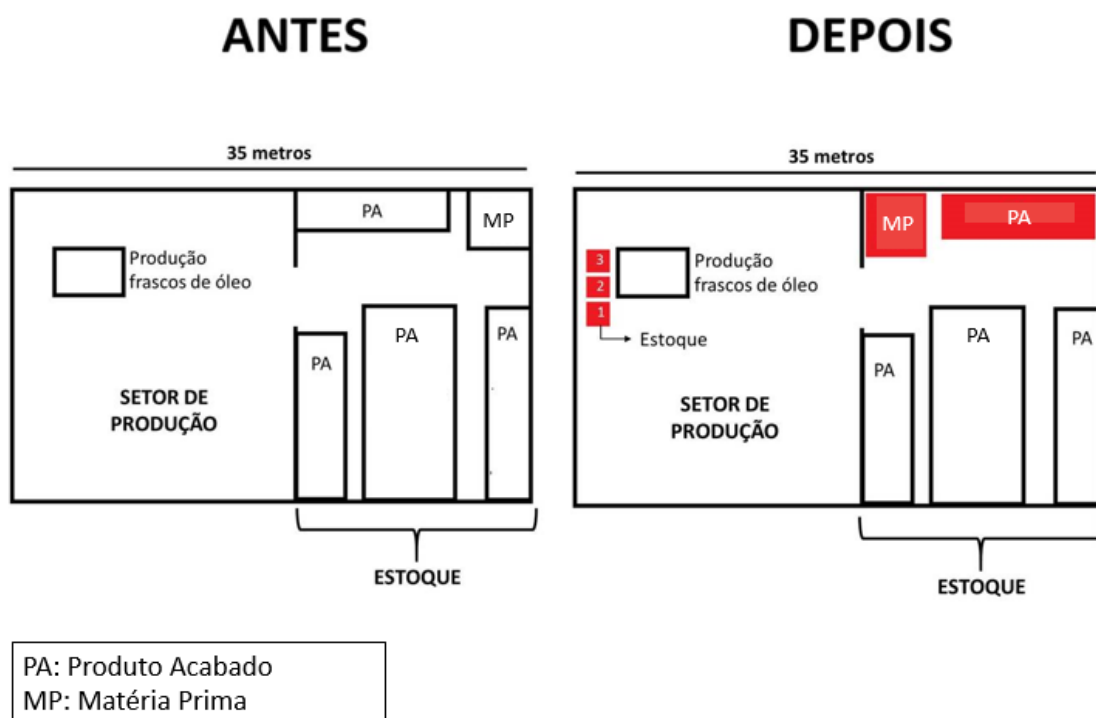 ANTES
35 metros
PA
MP
Produção
frascos de óleo
PA
PA
PA
SETOR DE
PRODUÇÃO
ESTOQUE
DEPOIS
35 metros
MP
PA
3
2
1
Produção
frascos de óleo
Estoque
PA
PA
PA
SETOR DE
PRODUÇÃO
ESTOQUE
PA: Produto Acabado
MP: Matéria Prima